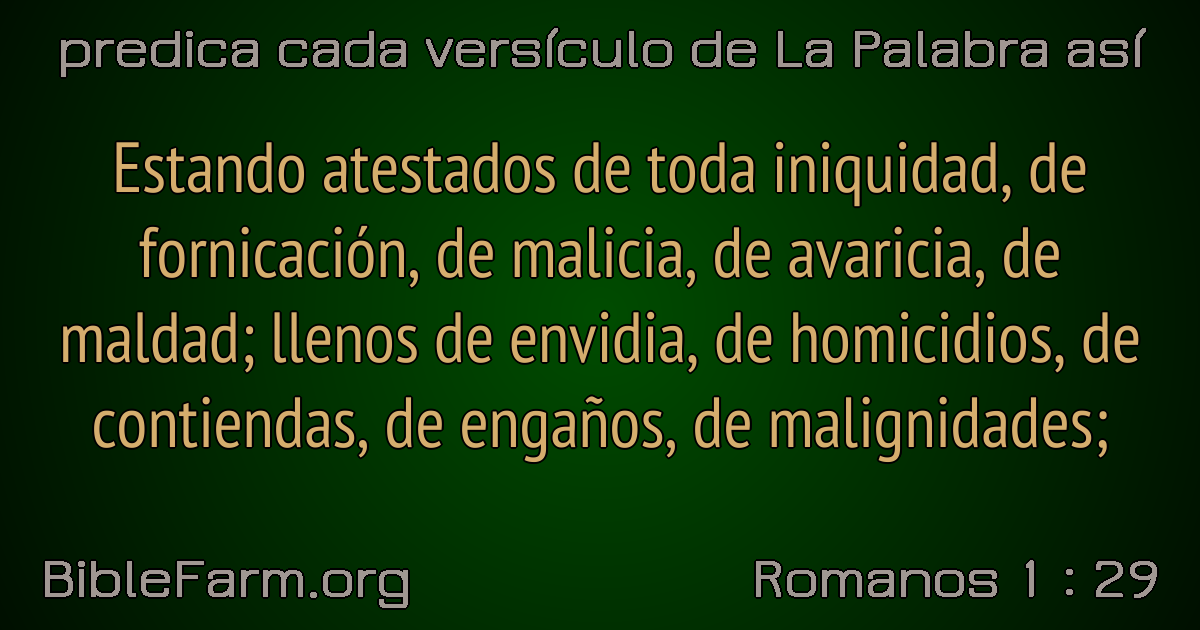 predica cada versículo de La Palabra así
Estando atestados de toda iniquidad, de
fornicación, de malicia, de avaricia, de
maldad; llenos de envidia, de homicidios, de
contiendas, de engaños, de malignidades;
BibleFarm.org
Romanos 1 : 29